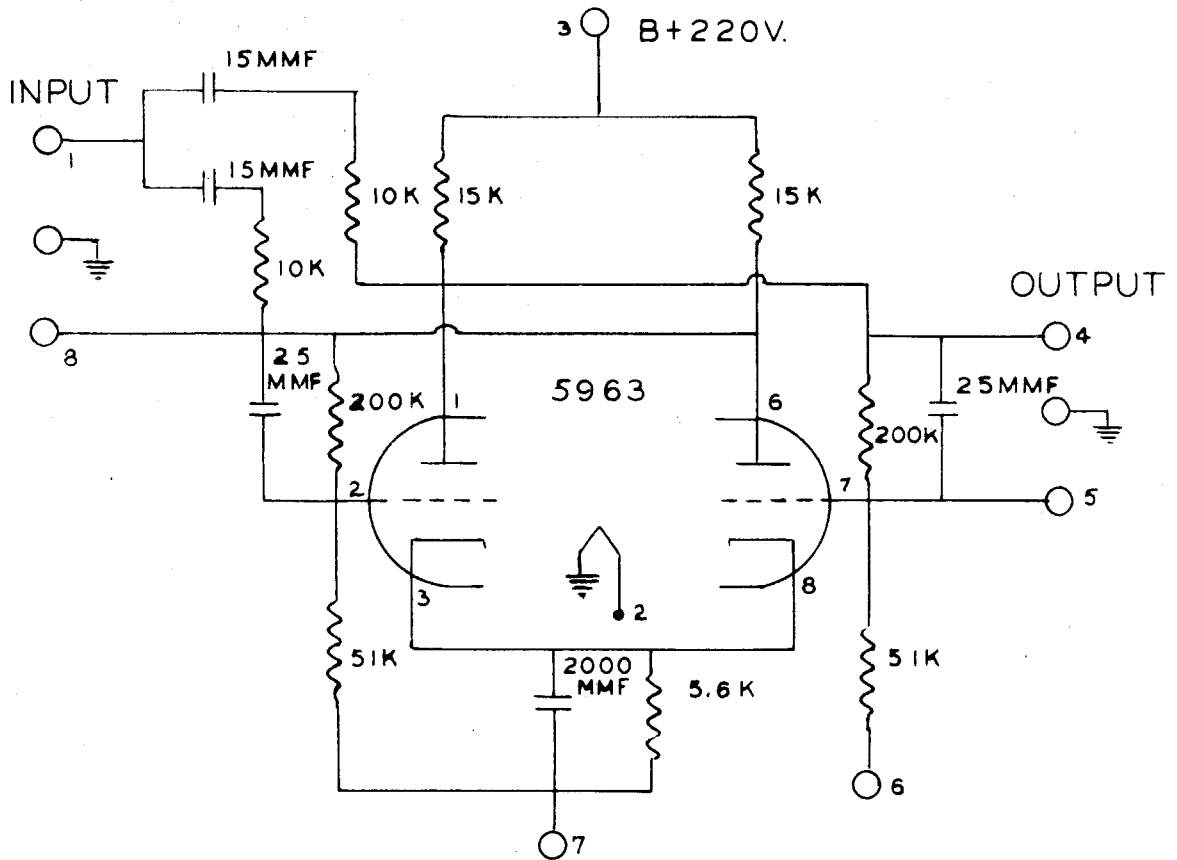 3 B+220V.
15MMF
INPUT
1
15MMF
10K
15K
15K
10K
OUTPUT
8
4
25
MMF
200K
1
5963
6
25MMF
200K
2
7
5
3
8
2
51K
2000
MMF
5.6K
51K
6
7